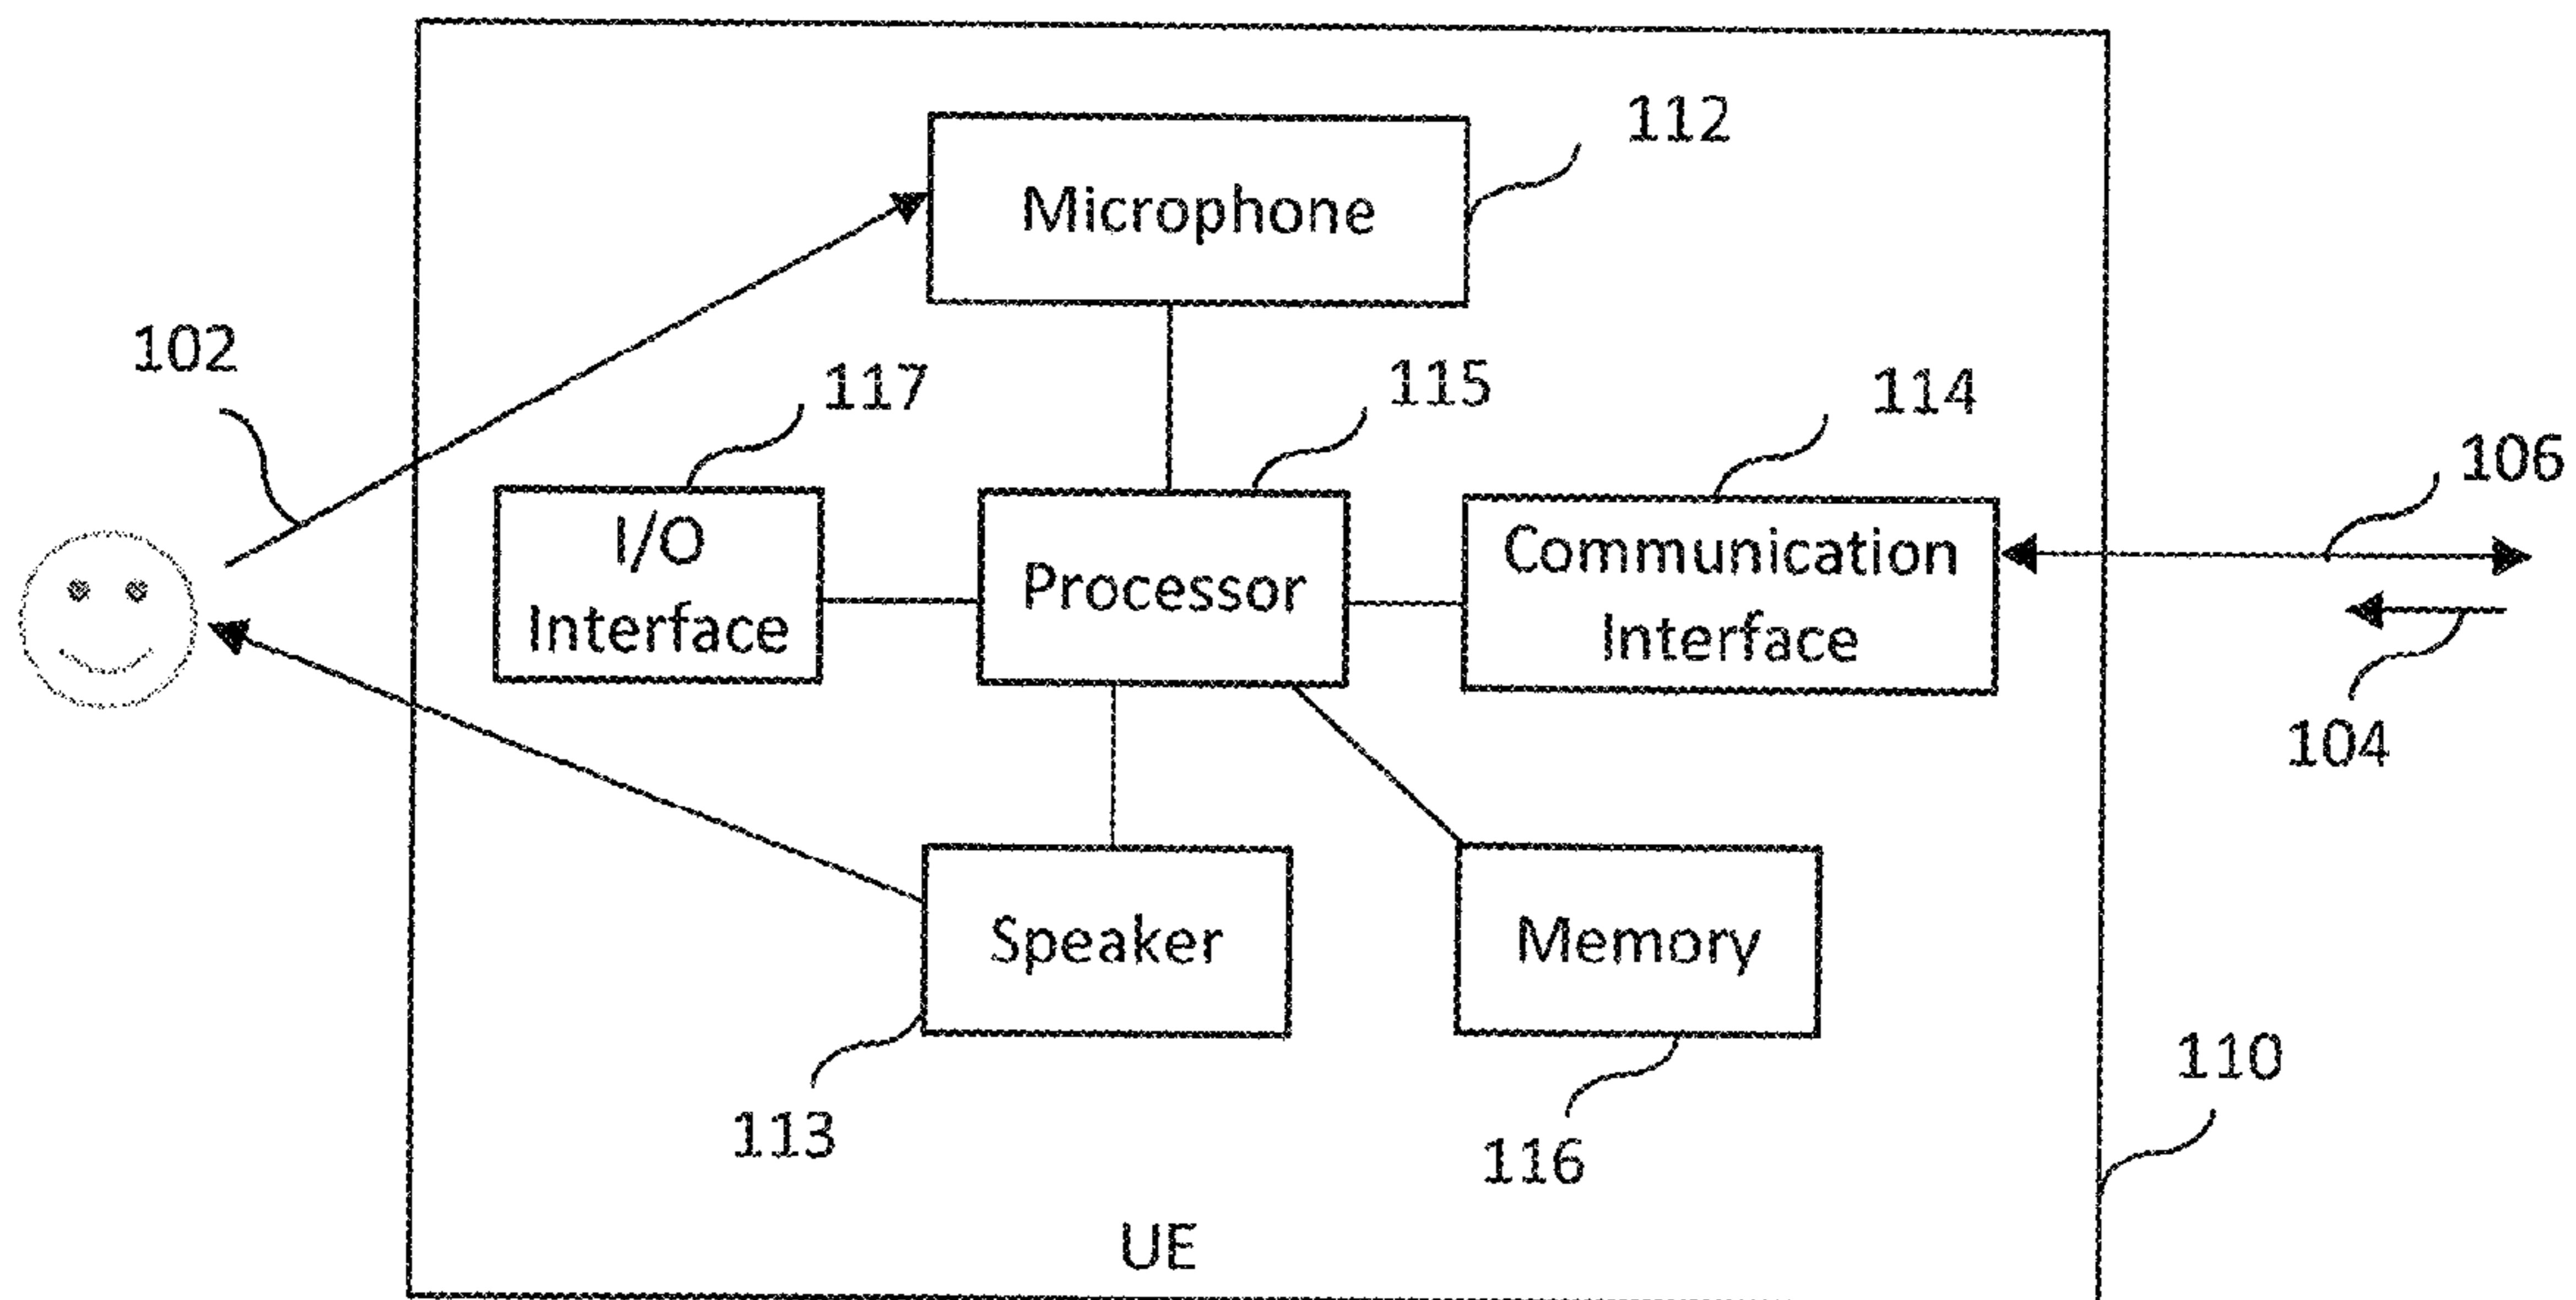 112
Microphone
102
117
115
114
106
I/O
Interface
Processor
Communication
Interface
104
Speaker
Memory
110
113
116
UE